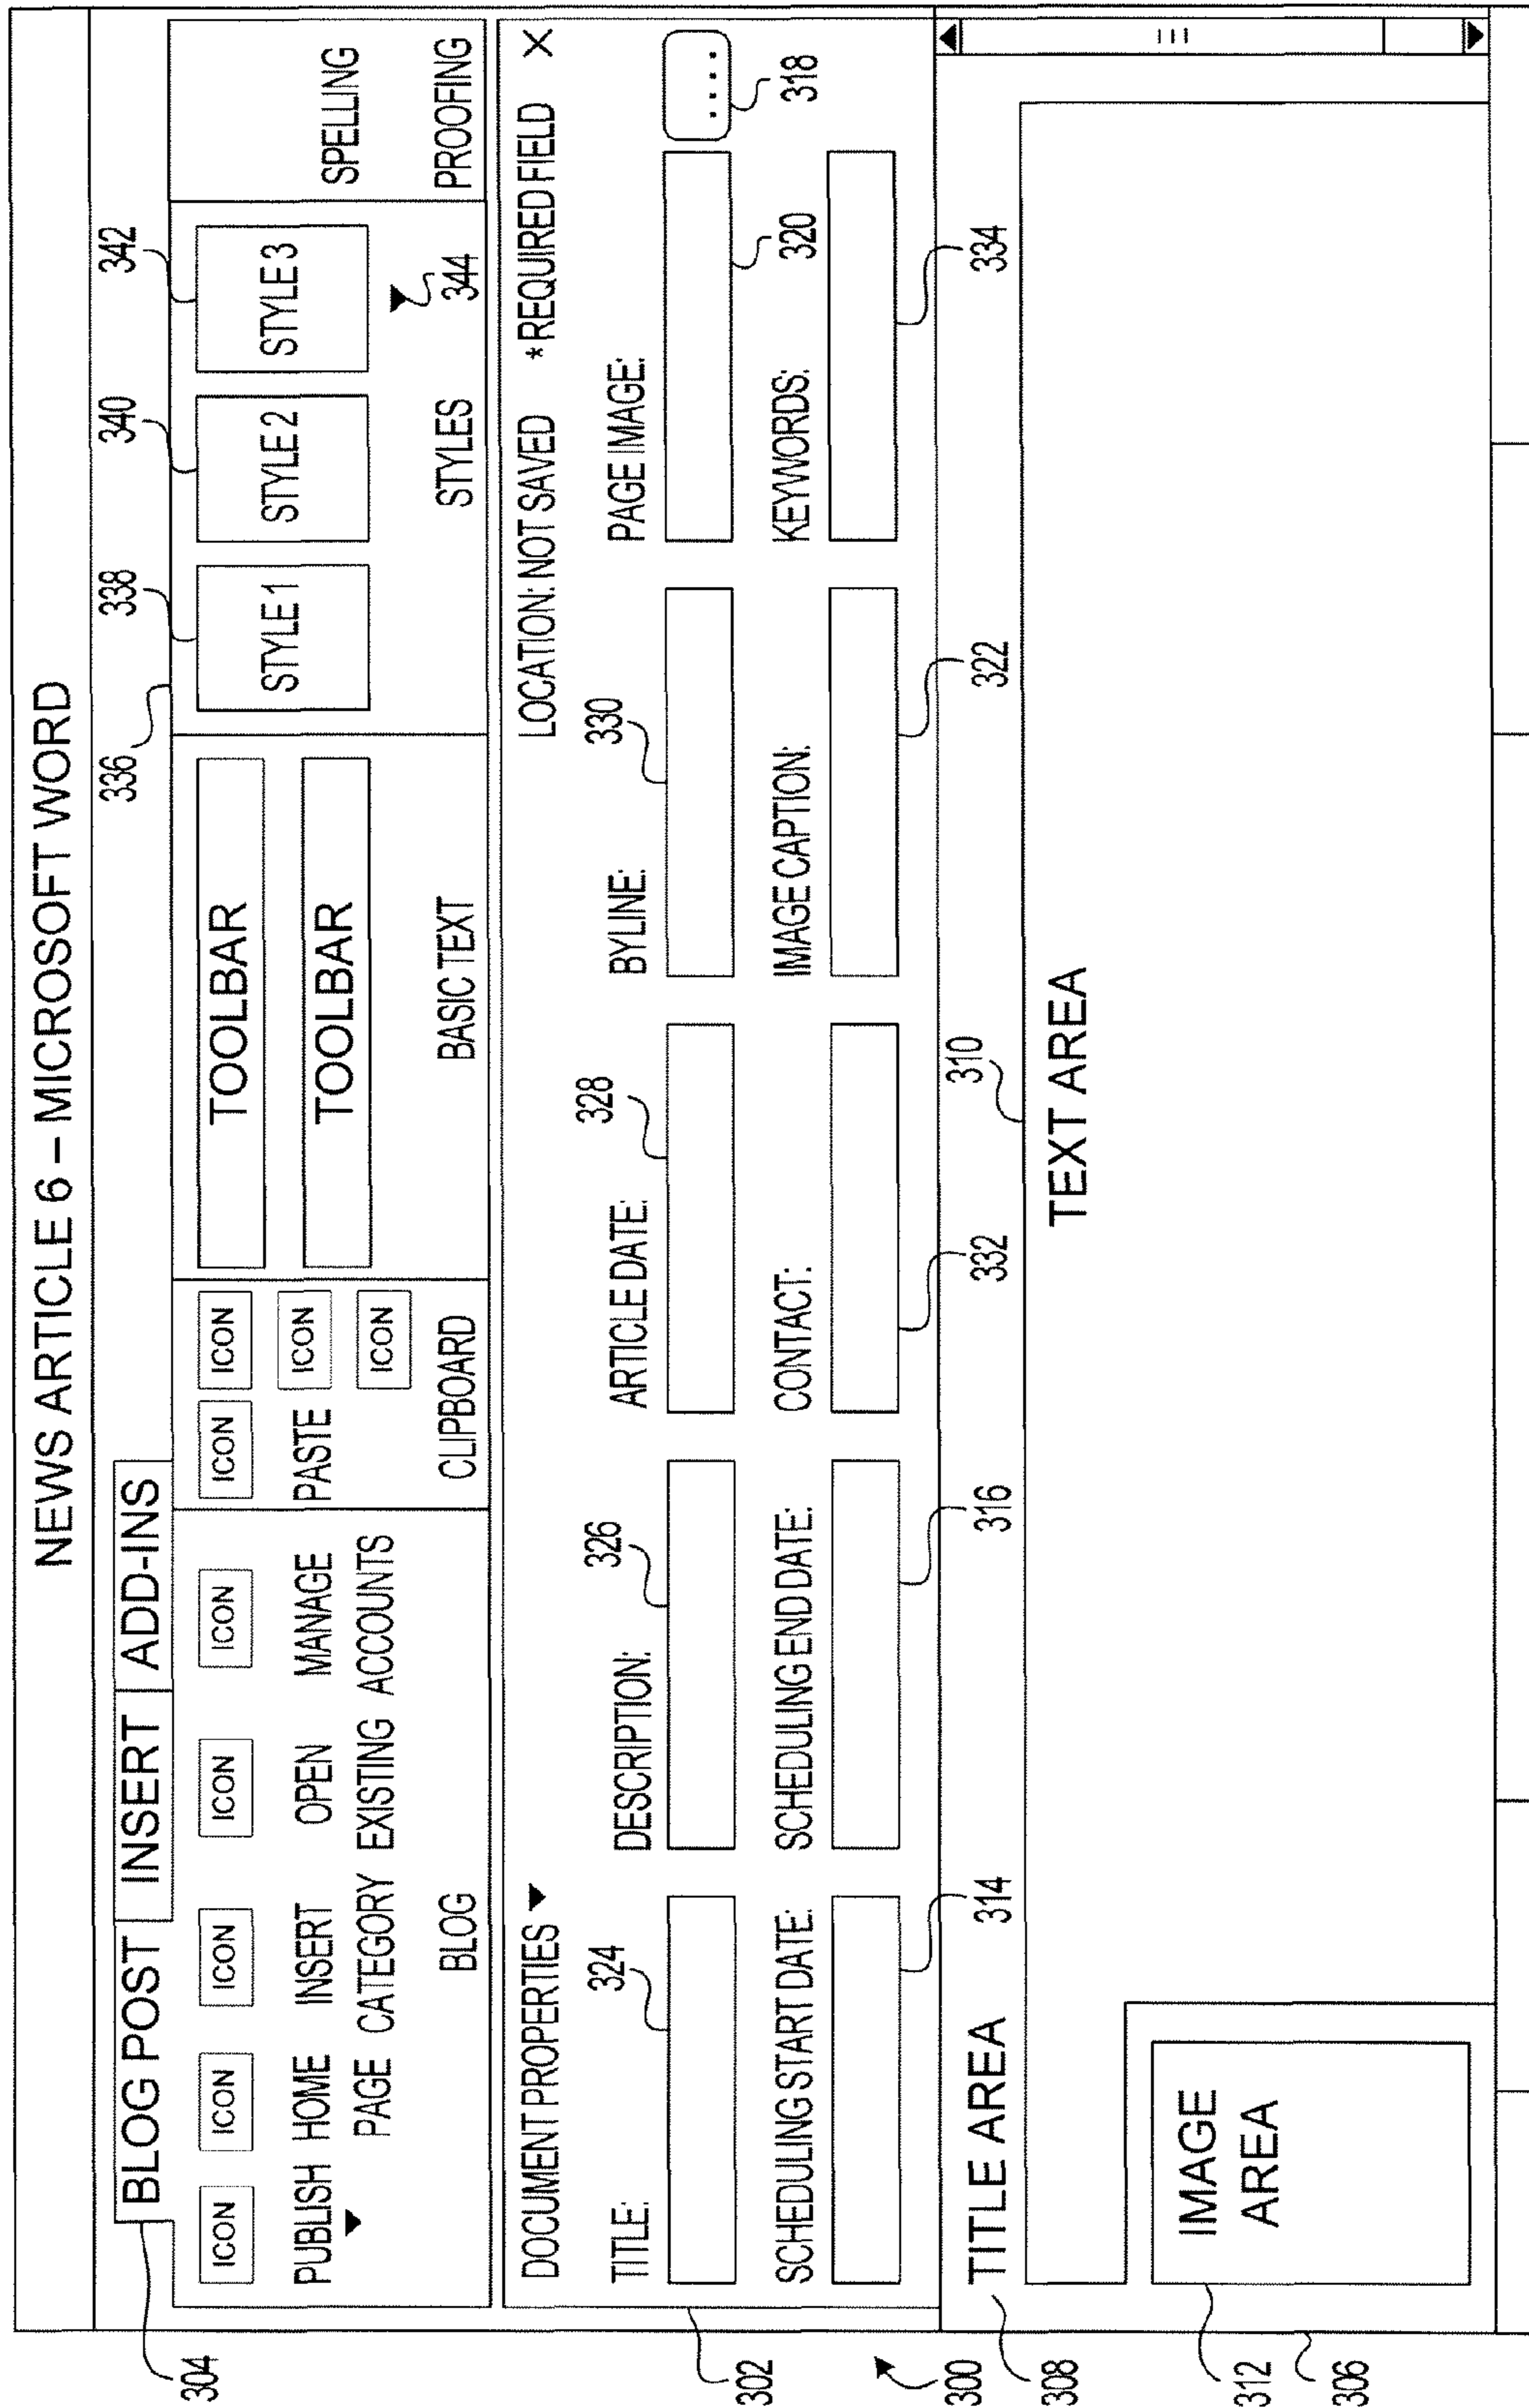 NEWS ARTICLE 6 – MICROSOFT WORD
304
BLOG POST
INSERT
ADD-INS
336
338
340
342
ICON
ICON
ICON
ICON
ICON
PUBLISH
HOME PAGE
INSERT CATEGORY
OPEN EXISTING
MANAGE ACCOUNTS
BLOG
ICON
ICON
PASTE
ICON
ICON
CLIPBOARD
TOOLBAR
TOOLBAR
BASIC TEXT
STYLE 1
STYLE 2
STYLE 3
344
STYLES
SPELLING
PROOFING
302
DOCUMENT PROPERTIES
LOCATION: NOT SAVED
*REQUIRED FIELD
X
324
326
328
330
TITLE:
DESCRIPTION:
ARTICLE DATE:
BYLINE:
PAGE IMAGE:
....
318
320
SCHEDULING START DATE:
SCHEDULING END DATE:
CONTACT:
IMAGE CAPTION:
KEYWORDS:
300
314
316
332
322
334
308
TITLE AREA
310
TEXT AREA
312
IMAGE
AREA
306